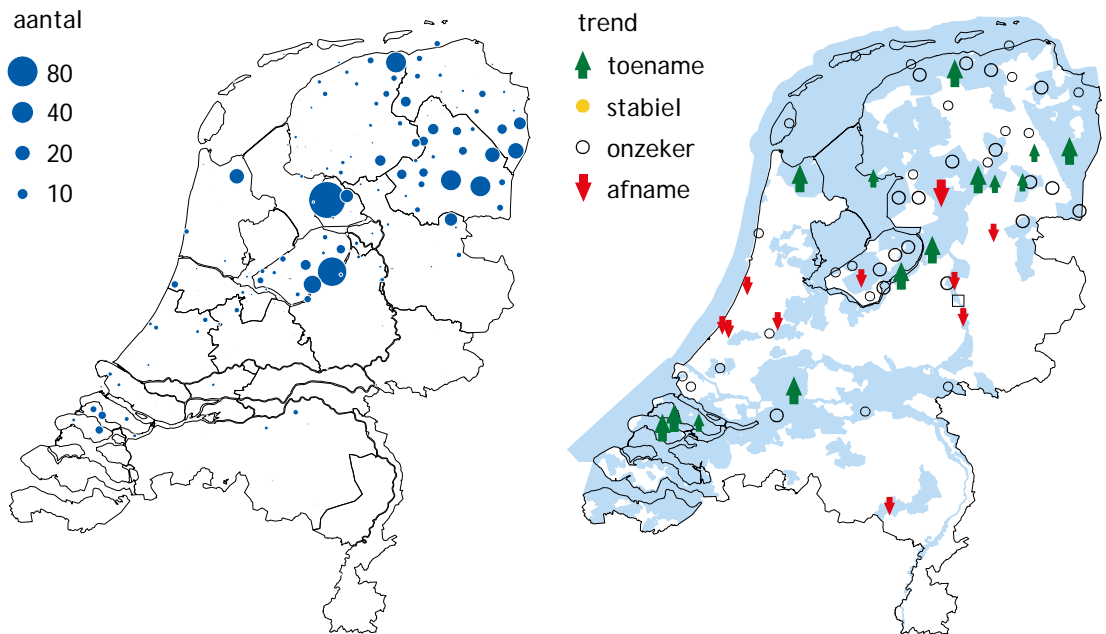 aantal
80
40
20
10
trend
toename
stabiel
onzeker
afname